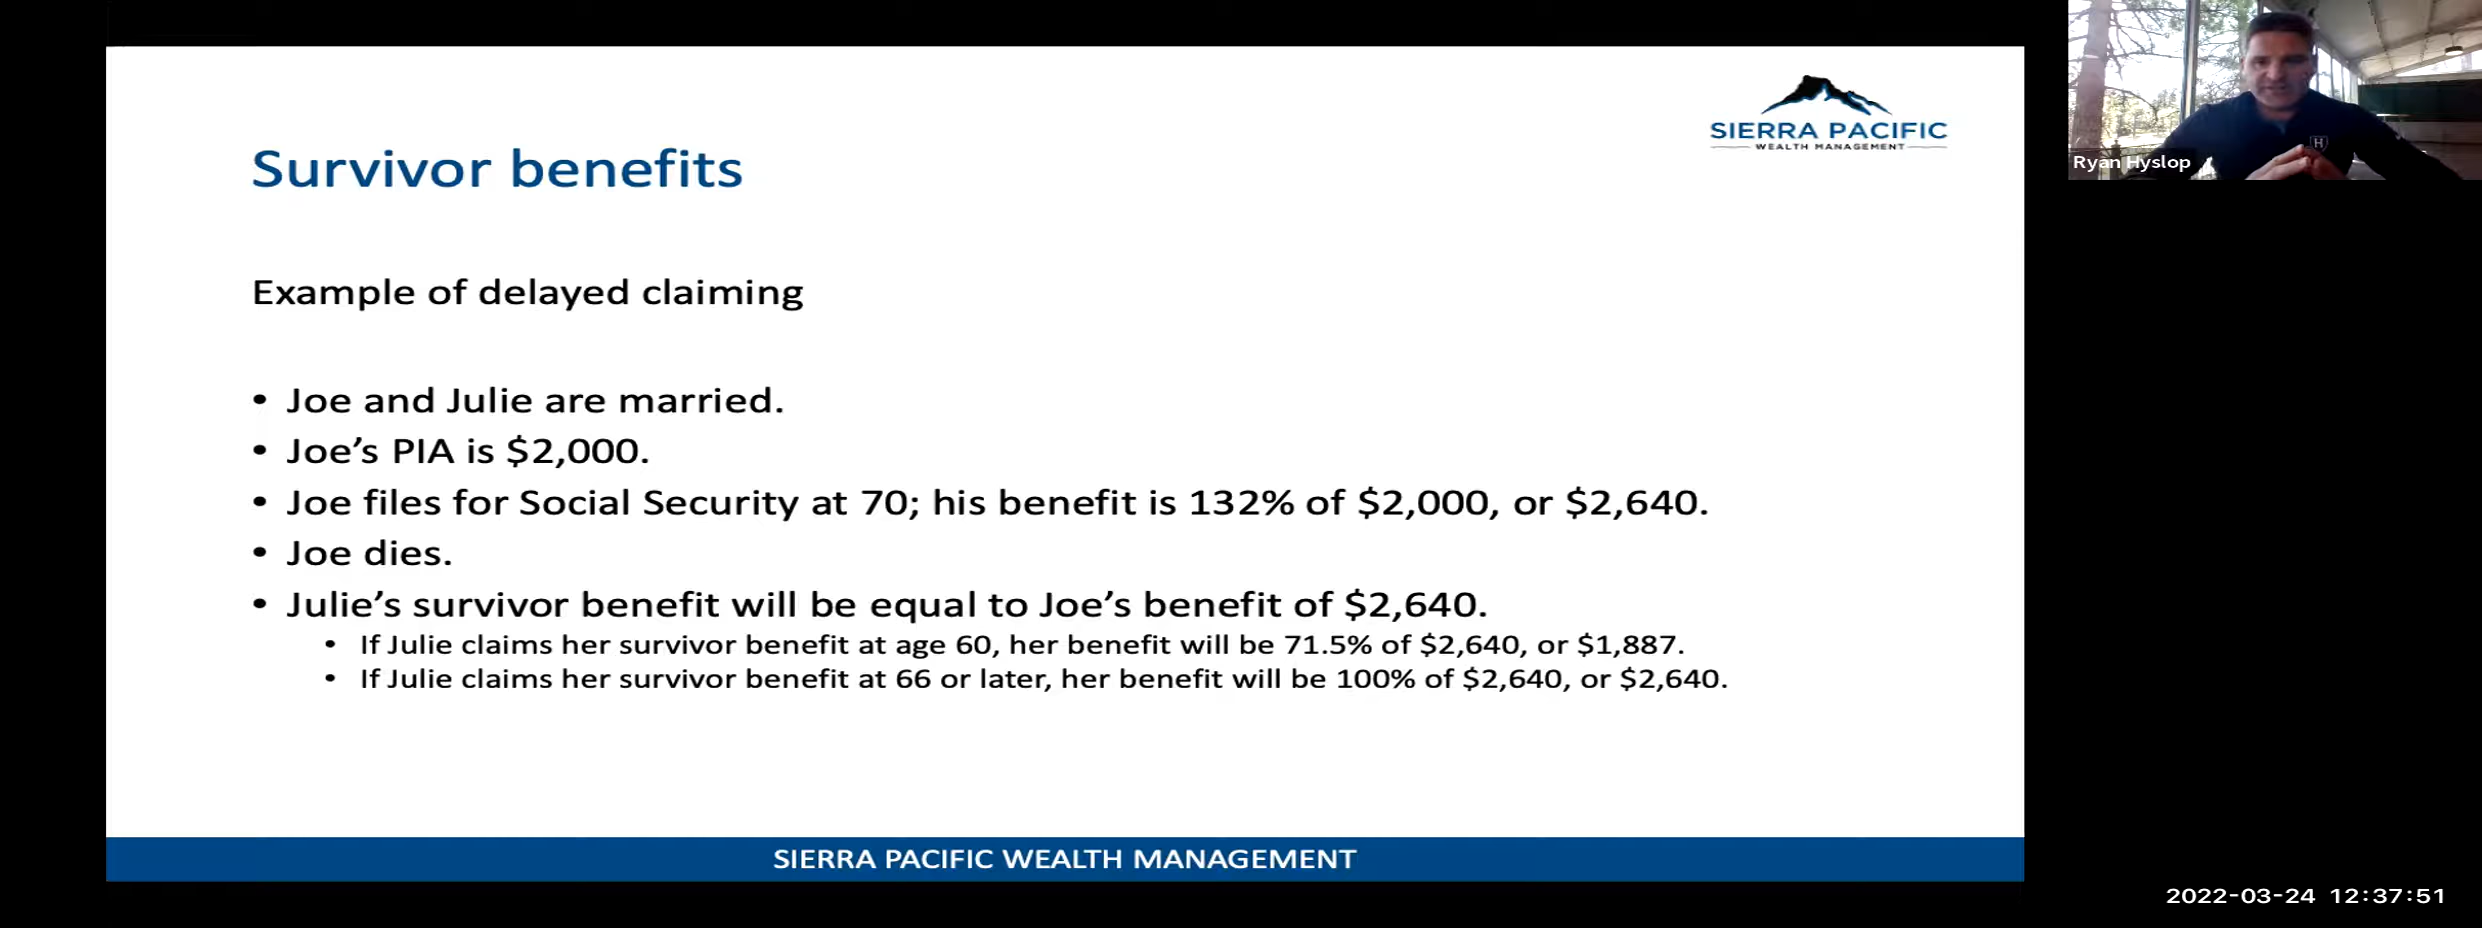 SIERRA PACIFIC
WEALTH MANAGEMENT
Ryan Hyslop
H
Survivor benefits
Example of delayed claiming
• Joe and Julie are married.
• Joe’s PIA is $2,000.
• Joe files for Social Security at 70; his benefit is 132% of $2,000, or $2,640.
• Joe dies.
• Julie’s survivor benefit will be equal to Joe’s benefit of $2,640.
• If Julie claims her survivor benefit at age 60, her benefit will be 71.5% of $2,640, or $1,887.
• If Julie claims her survivor benefit at 66 or later, her benefit will be 100% of $2,640, or $2,640.
SIERRA PACIFIC WEALTH MANAGEMENT
2022-03-24 12:37:51